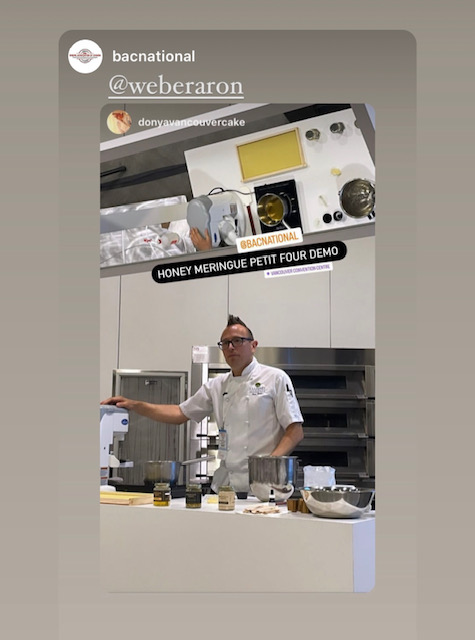 bacnational
@weberaron
donyavancouvercake
@BACNATIONAL
HONEY MERINGUE PETIT FOUR DEMO
VANCOUVER CONVENTION CENTRE